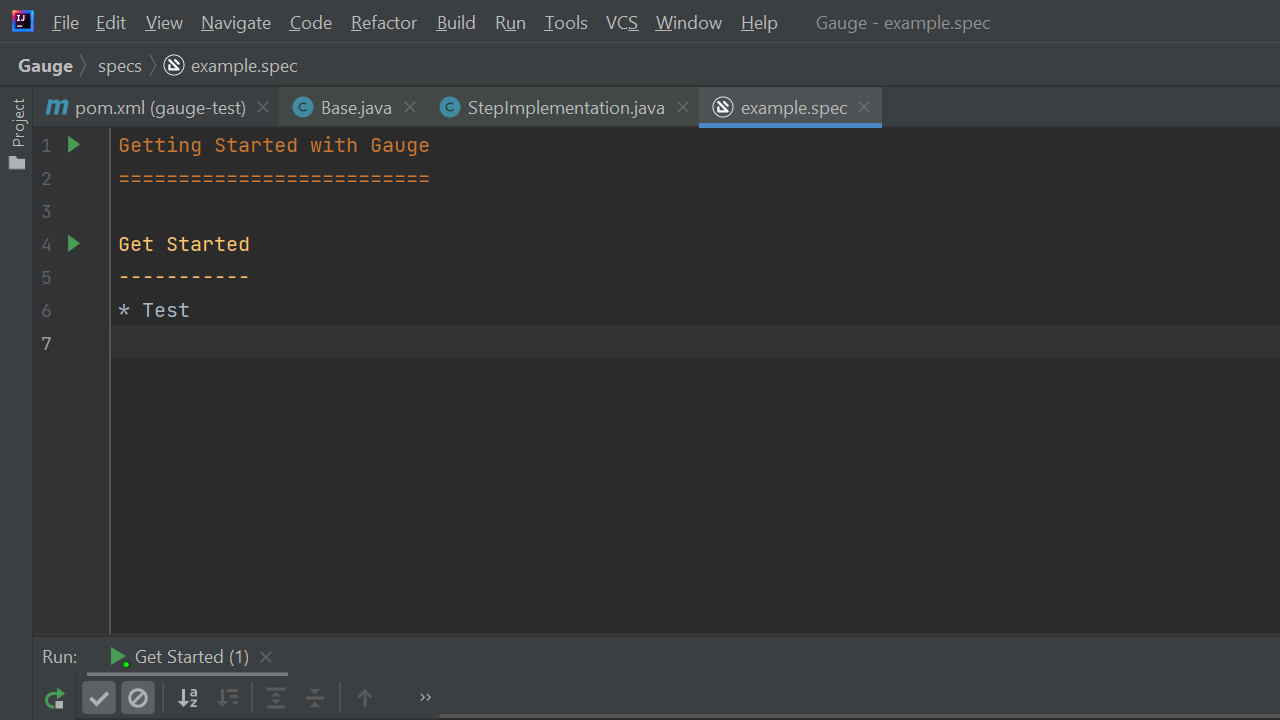 File Edit View Navigate Code Refactor Build Run Tools VCS Window Help Gauge - example.spec
Gauge specs example.spec
pom.xml (gauge-test) Base.java StepImplementation.java example.spec
Project
1 Getting Started with Gauge
2 ==========================
3
4 Get Started
5 -----------
6 * Test
7
Run: Get Started (1)